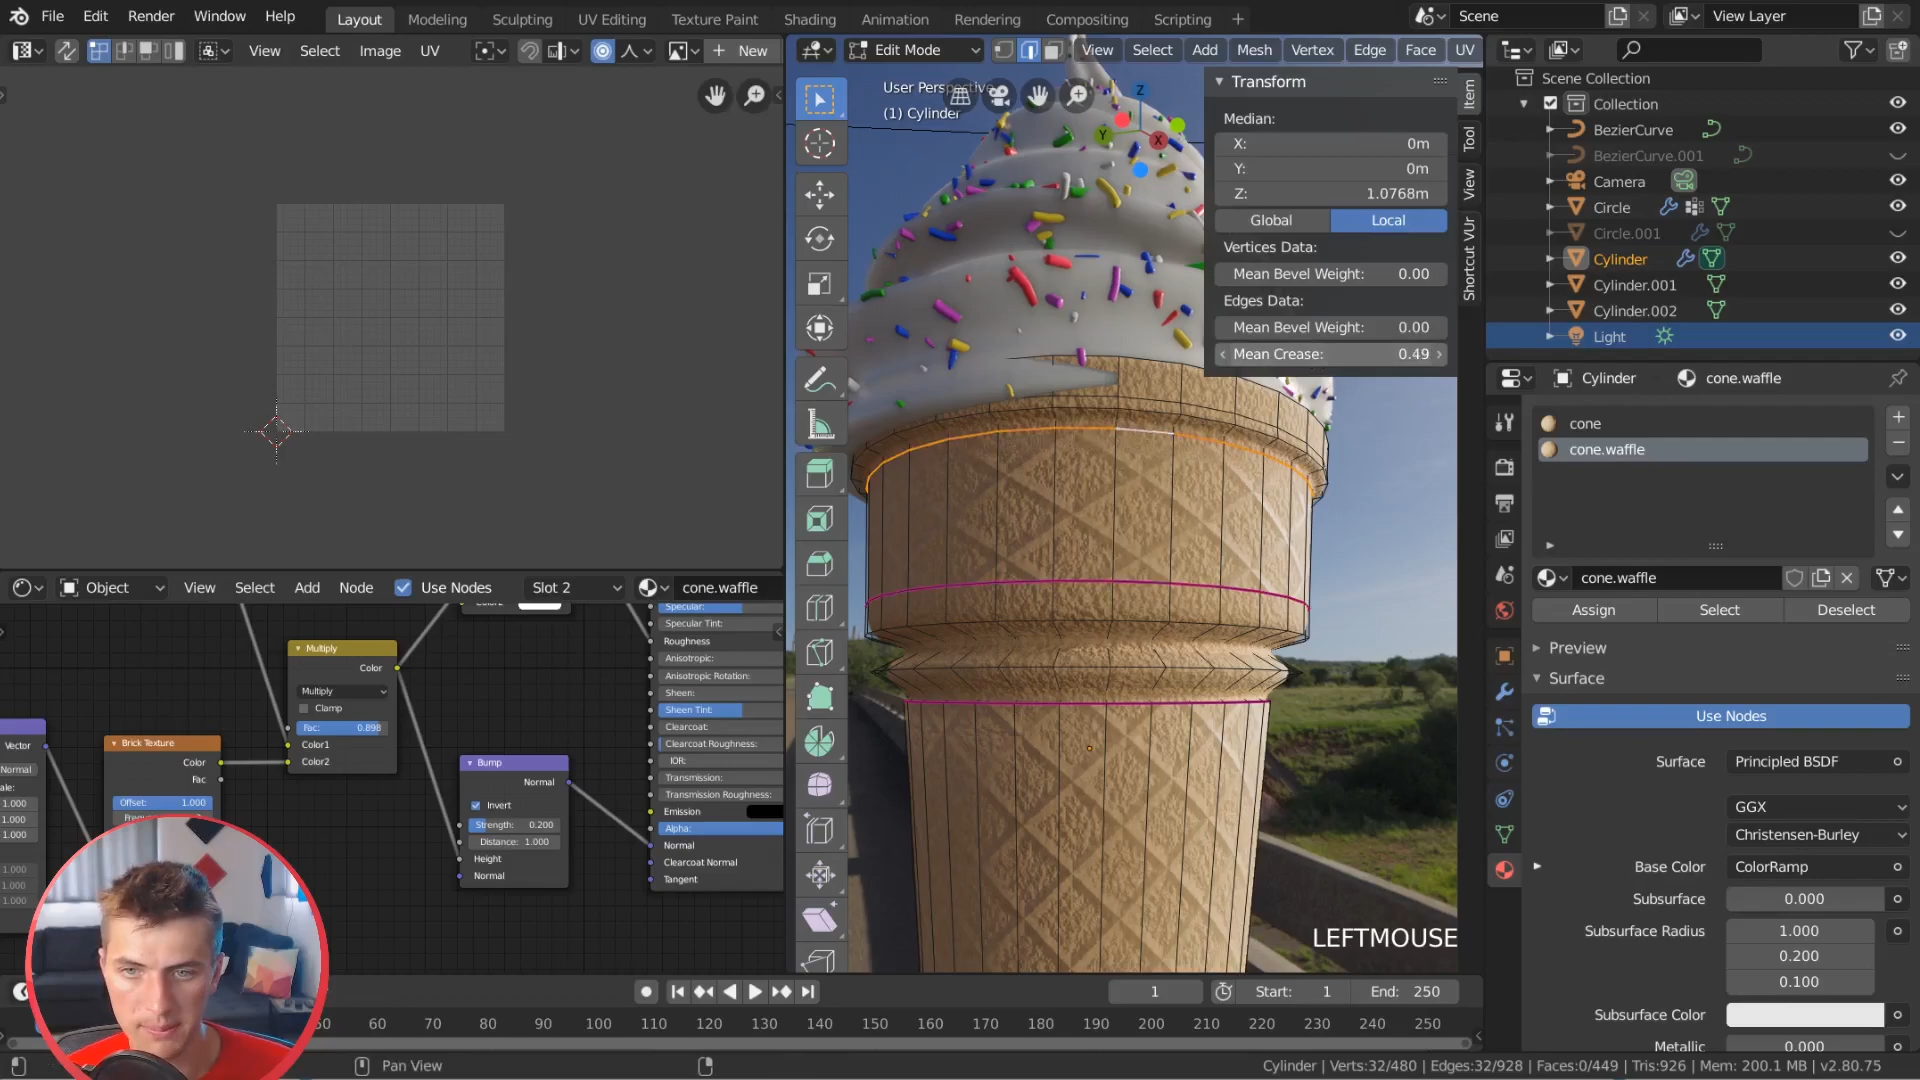 File Edit Render Window Help Layout Modeling Sculpting UV Editing Texture Paint Shading Animation Rendering Compositing Scripting + Scene View Layer
View Select Image UV New
Edit Mode View Select Add Mesh Vertex Edge Face UV
User Perspective
(1) Cylinder
Z
Y
X
Transform
Median:
X: 0m
Y: 0m
Z: 1.0768m
Global Local
Vertices Data:
Mean Bevel Weight: 0.00
Edges Data:
Mean Bevel Weight: 0.00
Mean Crease: 0.49
Item
Tool
View
Shortcut VUr
Scene Collection
Collection
BezierCurve
BezierCurve.001
Camera
Circle
Circle.001
Cylinder
Cylinder.001
Cylinder.002
Light
Cylinder cone.waffle
cone
cone.waffle
cone.waffle
Assign Select Deselect
Preview
Surface
Use Nodes
Surface Principled BSDF
GGX
Christensen-Burley
Base Color ColorRamp
Subsurface 0.000
Subsurface Radius 1.000
0.200
0.100
Subsurface Color
Metallic 0.000
Object View Select Add Node Use Nodes Slot 2 cone.waffle
Multiply
Color
Multiply
Clamp
Fac: 0.898
Color1
Color2
Vector
Normal
1.000
1.000
1.000
1.000
1.000
1.000
Brick Texture
Color
Fac
Offset: 1.000
Bump
Normal
Invert
Strength: 0.200
Distance: 1.000
Height
Normal
Specular:
Specular Tint:
Roughness
Anisotropic:
Anisotropic Rotation:
Sheen:
Sheen Tint:
Clearcoat:
Clearcoat Roughness:
IOR:
Transmission:
Transmission Roughness:
Emission
Alpha:
Normal
Clearcoat Normal
Tangent
LEFTMOUSE
1 Start: 1 End: 250
50 60 70 80 90 100 110 120 130 140 150 160 170 180 190 200 210 220 230 240 250
Pan View
Cylinder | Verts:32/480 | Edges:32/928 | Faces:0/449 | Tris:926 | Mem: 200.1 MB | v2.80.75